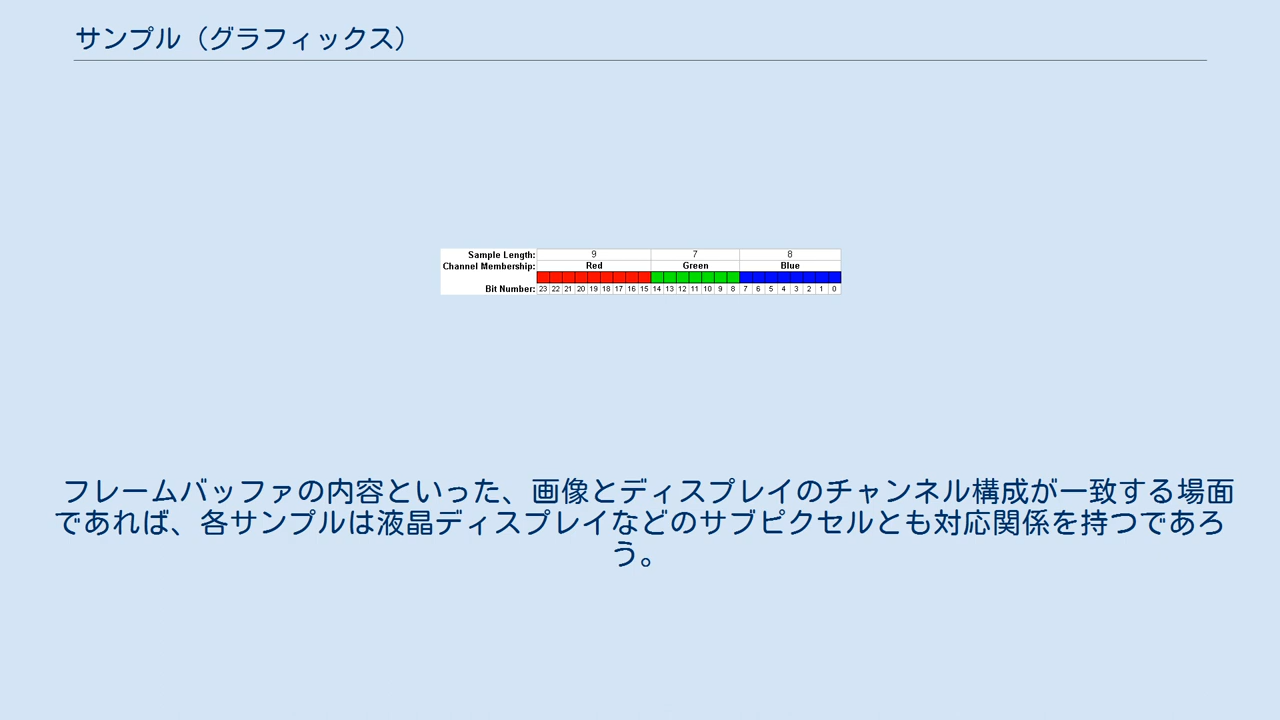 サンプル（グラフィックス）
Sample Length: 9 7 8
Channel Membership: Red Green Blue
Bit Number: 23 22 21 20 19 18 17 16 15 14 13 12 11 10 9 8 7 6 5 4 3 2 1 0
フレームバッファの内容といった、画像とディスプレイのチャンネル構成が一致する場面
であれば、各サンプルは液晶ディスプレイなどのサブピクセルとも対応関係を持つであろ
う。